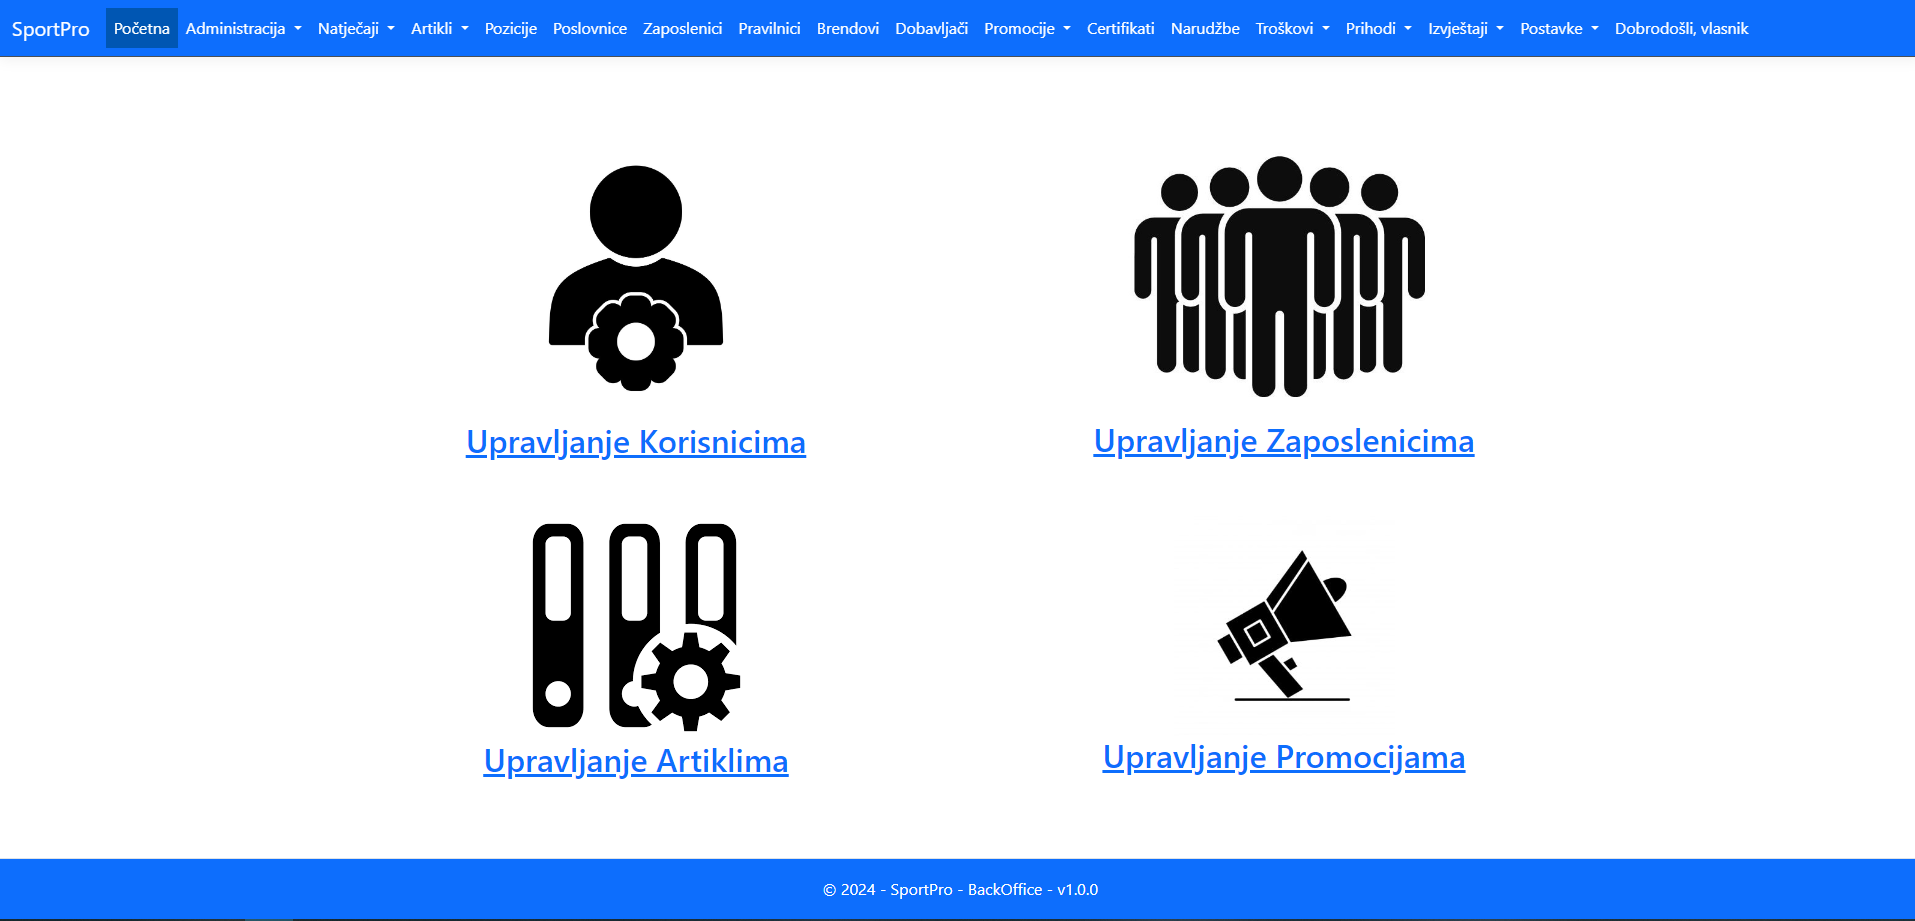 SportPro Početna Administracija Natječaji Artikli Pozicije Poslovnice Zaposlenici Pravilnici Brendovi Dobavljači Promocije Certifikati Narudžbe Troškovi Prihodi Izvještaji Postavke Dobrodošli, vlasnik
Upravljanje Korisnicima
Upravljanje Zaposlenicima
Upravljanje Artiklima
Upravljanje Promocijama
© 2024 - SportPro - BackOffice - v1.0.0